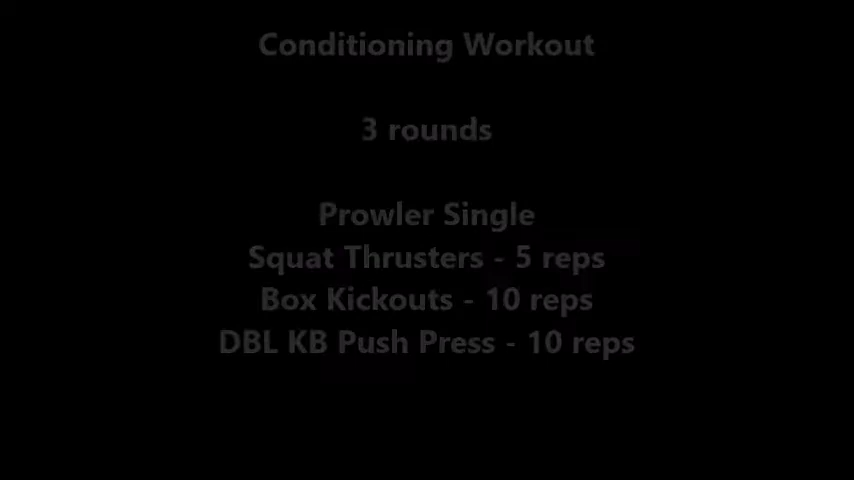 Conditioning Workout
3 rounds
Prowler Single
Squat Thrusters - 5 reps
Box Kickouts - 10 reps
DBL KB Push Press - 10 reps